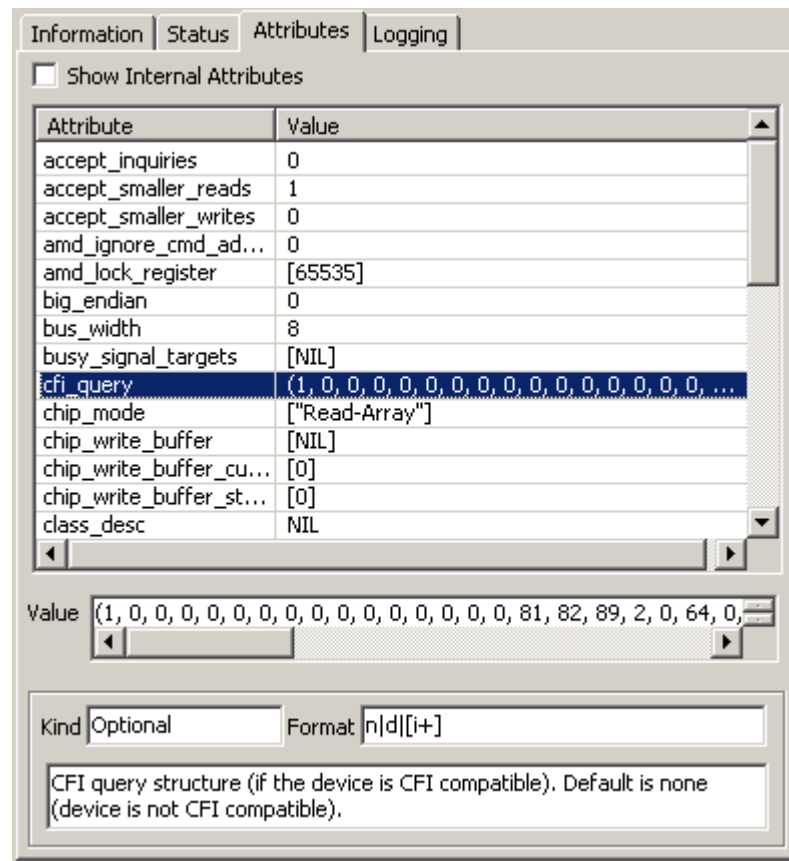 Information Status Attributes Logging
Show Internal Attributes
Attribute Value
accept_inquiries 0
accept_smaller_reads 1
accept_smaller_writes 0
amd_ignore_cmd_ad... 0
amd_lock_register [65535]
big_endian 0
bus_width 8
busy_signal_targets [NIL]
cfi_query (1, 0, 0, 0, 0, 0, 0, 0, 0, 0, 0, 0, 0, 0, 0, 0, ...
chip_mode ["Read-Array"]
chip_write_buffer [NIL]
chip_write_buffer_cu... [0]
chip_write_buffer_st... [0]
class_desc NIL
Value (1, 0, 0, 0, 0, 0, 0, 0, 0, 0, 0, 0, 0, 0, 0, 0, 81, 82, 89, 2, 0, 64, 0,
Kind Optional Format n|d|[i+]
CFI query structure (if the device is CFI compatible). Default is none
(device is not CFI compatible).